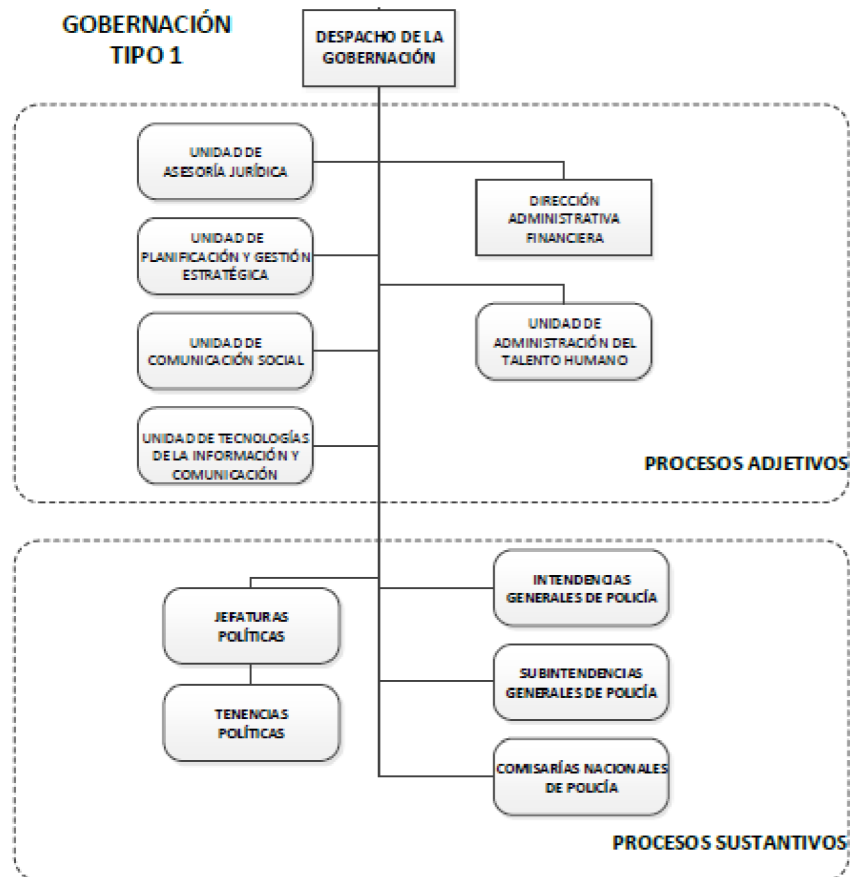 GOBERNACIÓN
TIPO 1
DESPACHO DE LA
GOBERNACIÓN
UNIDAD DE
ASESORÍA JURÍDICA
DIRECCIÓN
ADMINISTRATIVA
FINANCIERA
UNIDAD DE
PLANIFICACIÓN Y GESTIÓN
ESTRATÉGICA
UNIDAD DE
ADMINISTRACIÓN DEL
TALENTO HUMANO
UNIDAD DE
COMUNICACIÓN SOCIAL
UNIDAD DE TECNOLOGÍAS
DE LA INFORMACIÓN Y
COMUNICACIÓN
PROCESOS ADJETIVOS
JEFATURAS
POLÍTICAS
TENENCIAS
POLÍTICAS
INTENDENCIAS
GENERALES DE POLICÍA
SUBINTENDENCIAS
GENERALES DE POLICÍA
COMISARÍAS NACIONALES
DE POLICÍA
PROCESOS SUSTANTIVOS